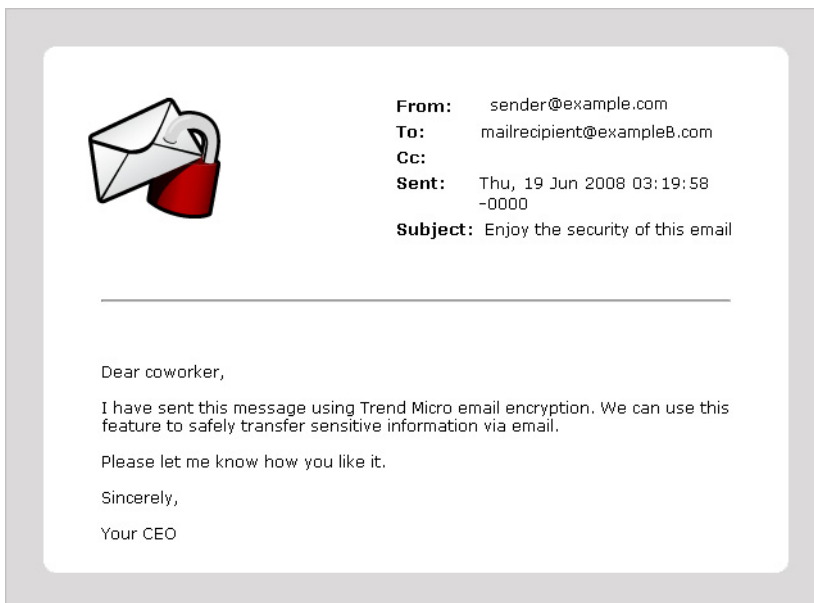 From: sender@example.com
To: mailrecipient@exampleB.com
Cc:
Sent: Thu, 19 Jun 2008 03:19:58
-0000
Subject: Enjoy the security of this email
Dear coworker,
I have sent this message using Trend Micro email encryption. We can use this
feature to safely transfer sensitive information via email.
Please let me know how you like it.
Sincerely,
Your CEO